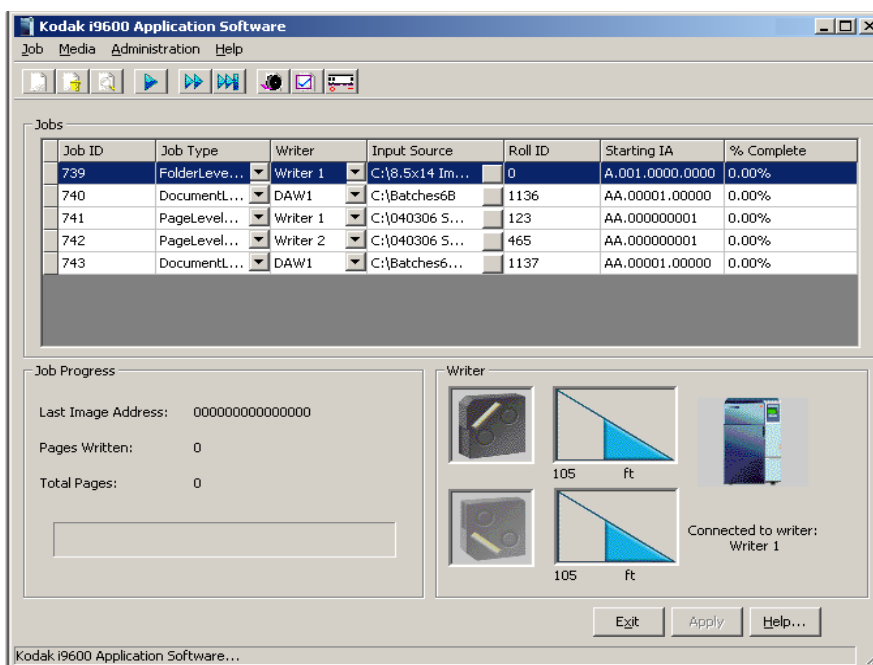 Kodak i9600 Application Software
Job Media Administration Help
Jobs
Job ID Job Type Writer Input Source Roll ID Starting IA % Complete
739 FolderLeve... Writer 1 C:\8.5x14 Im... 0 A.001.0000.0000 0.00%
740 DocumentL... DAW1 C:\Batches6B 1136 AA.00001.00000 0.00%
741 PageLevel... Writer 1 C:\040306 S... 123 AA.000000001 0.00%
742 PageLevel... Writer 2 C:\040306 S... 465 AA.000000001 0.00%
743 DocumentL... DAW1 C:\Batches6... 1137 AA.00001.00000 0.00%
Job Progress
Last Image Address: 000000000000000
Pages Written: 0
Total Pages: 0
Writer
105 ft
105 ft
Connected to writer:
Writer 1
Exit Apply Help...
Kodak i9600 Application Software...